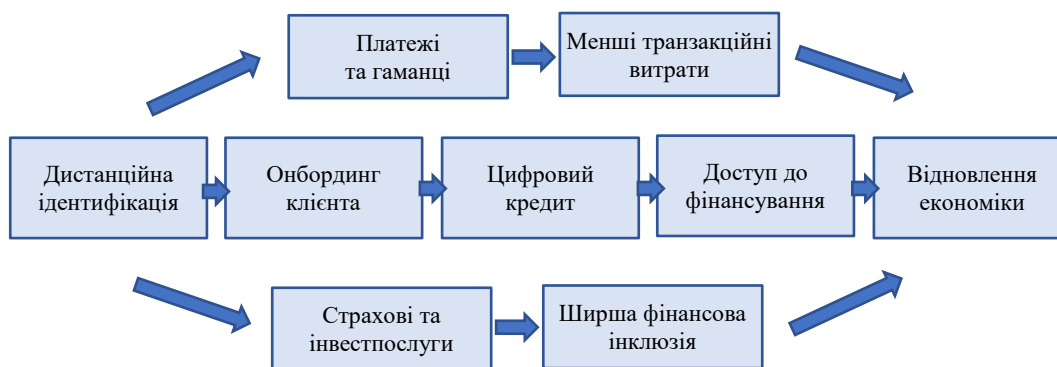 Платежі
та гаманці
Менші транзакційні
витрати
Дистанційна
ідентифікація
Онбординг
клієнта
Цифровий
кредит
Доступ до
фінансування
Відновлення
економіки
Страхові та
інвестпослуги
Ширша фінансова
інклюзія